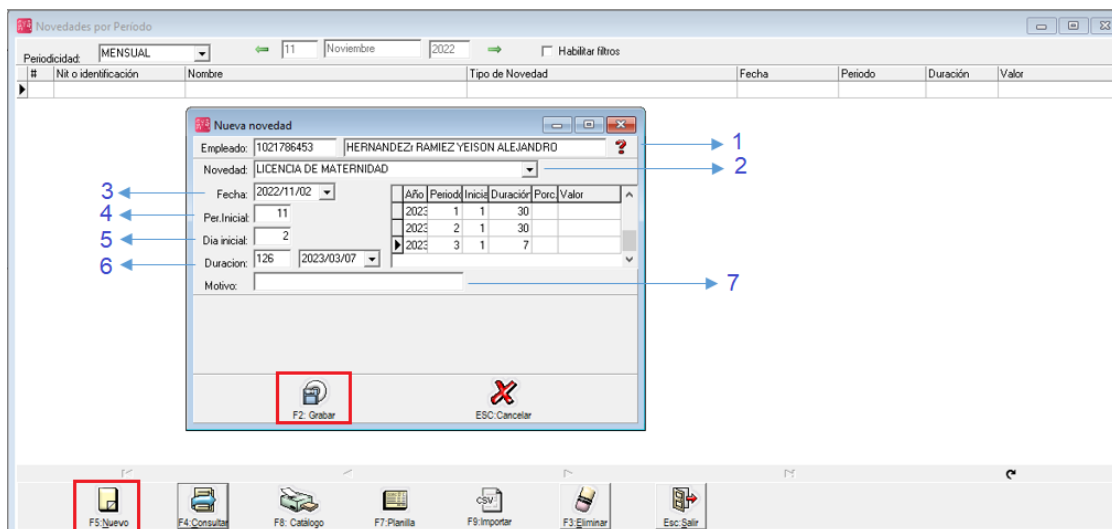 Novedades por Período
Periodicidad: MENSUAL 11 Noviembre 2022 Habilitar filtros
# Nit o identificación Nombre Tipo de Novedad Fecha Periodo Duración Valor
Nueva novedad
Empleado: 1021786453 HERNANDEZr RAMIEZ YEISON ALEJANDRO ? 1
Novedad: LICENCIA DE MATERNIDAD 2
3 Fecha: 2022/11/02
Año Periodo Inicia Duración Porc. Valor
4 Per.Inicial: 11
2023 1 1 30
5 Dia inicial: 2
2023 2 1 30
2023 3 1 7
6 Duracion: 126 2023/03/07
Motivo: 7
F2: Grabar ESC:Cancelar
F5:Nuevo F4:Consultar F8: Catálogo F7:Planilla CSV F9:Importar F3:Eliminar Esc:Salir